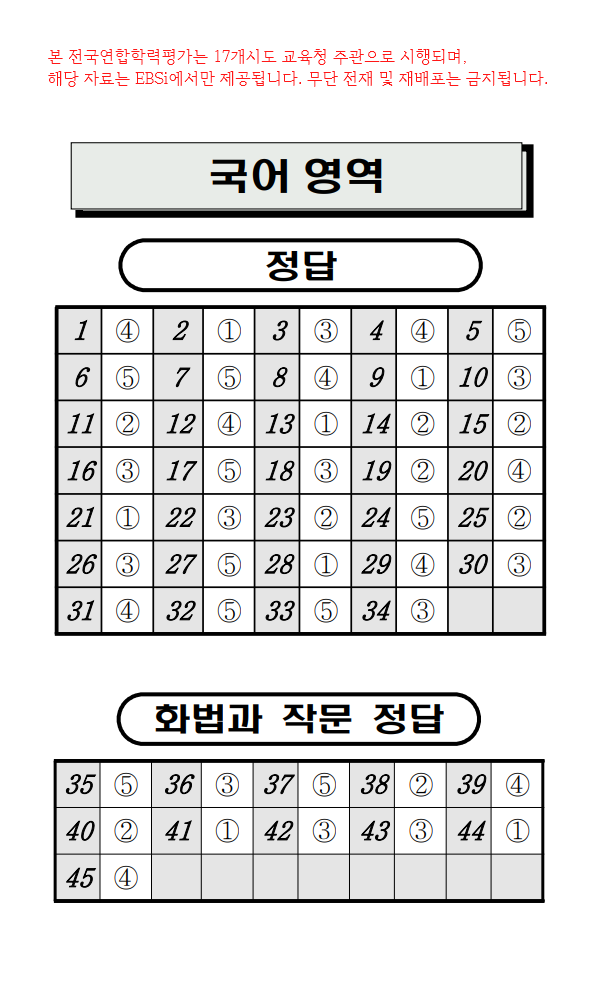 본 전국연합학력평가는 17개시도 교육청 주관으로 시행되며,
해당 자료는 EBSi에서만 제공됩니다. 무단 전재 및 재배포는 금지됩니다.
국어 영역
정답
1 ④ 2 ① 3 ③ 4 ④ 5 ⑤
6 ⑤ 7 ⑤ 8 ④ 9 ① 10 ③
11 ② 12 ④ 13 ① 14 ② 15 ②
16 ③ 17 ⑤ 18 ③ 19 ② 20 ④
21 ① 22 ③ 23 ② 24 ⑤ 25 ②
26 ③ 27 ⑤ 28 ① 29 ④ 30 ③
31 ④ 32 ⑤ 33 ⑤ 34 ③
화법과 작문 정답
35 ⑤ 36 ③ 37 ⑤ 38 ② 39 ④
40 ② 41 ① 42 ③ 43 ③ 44 ①
45 ④